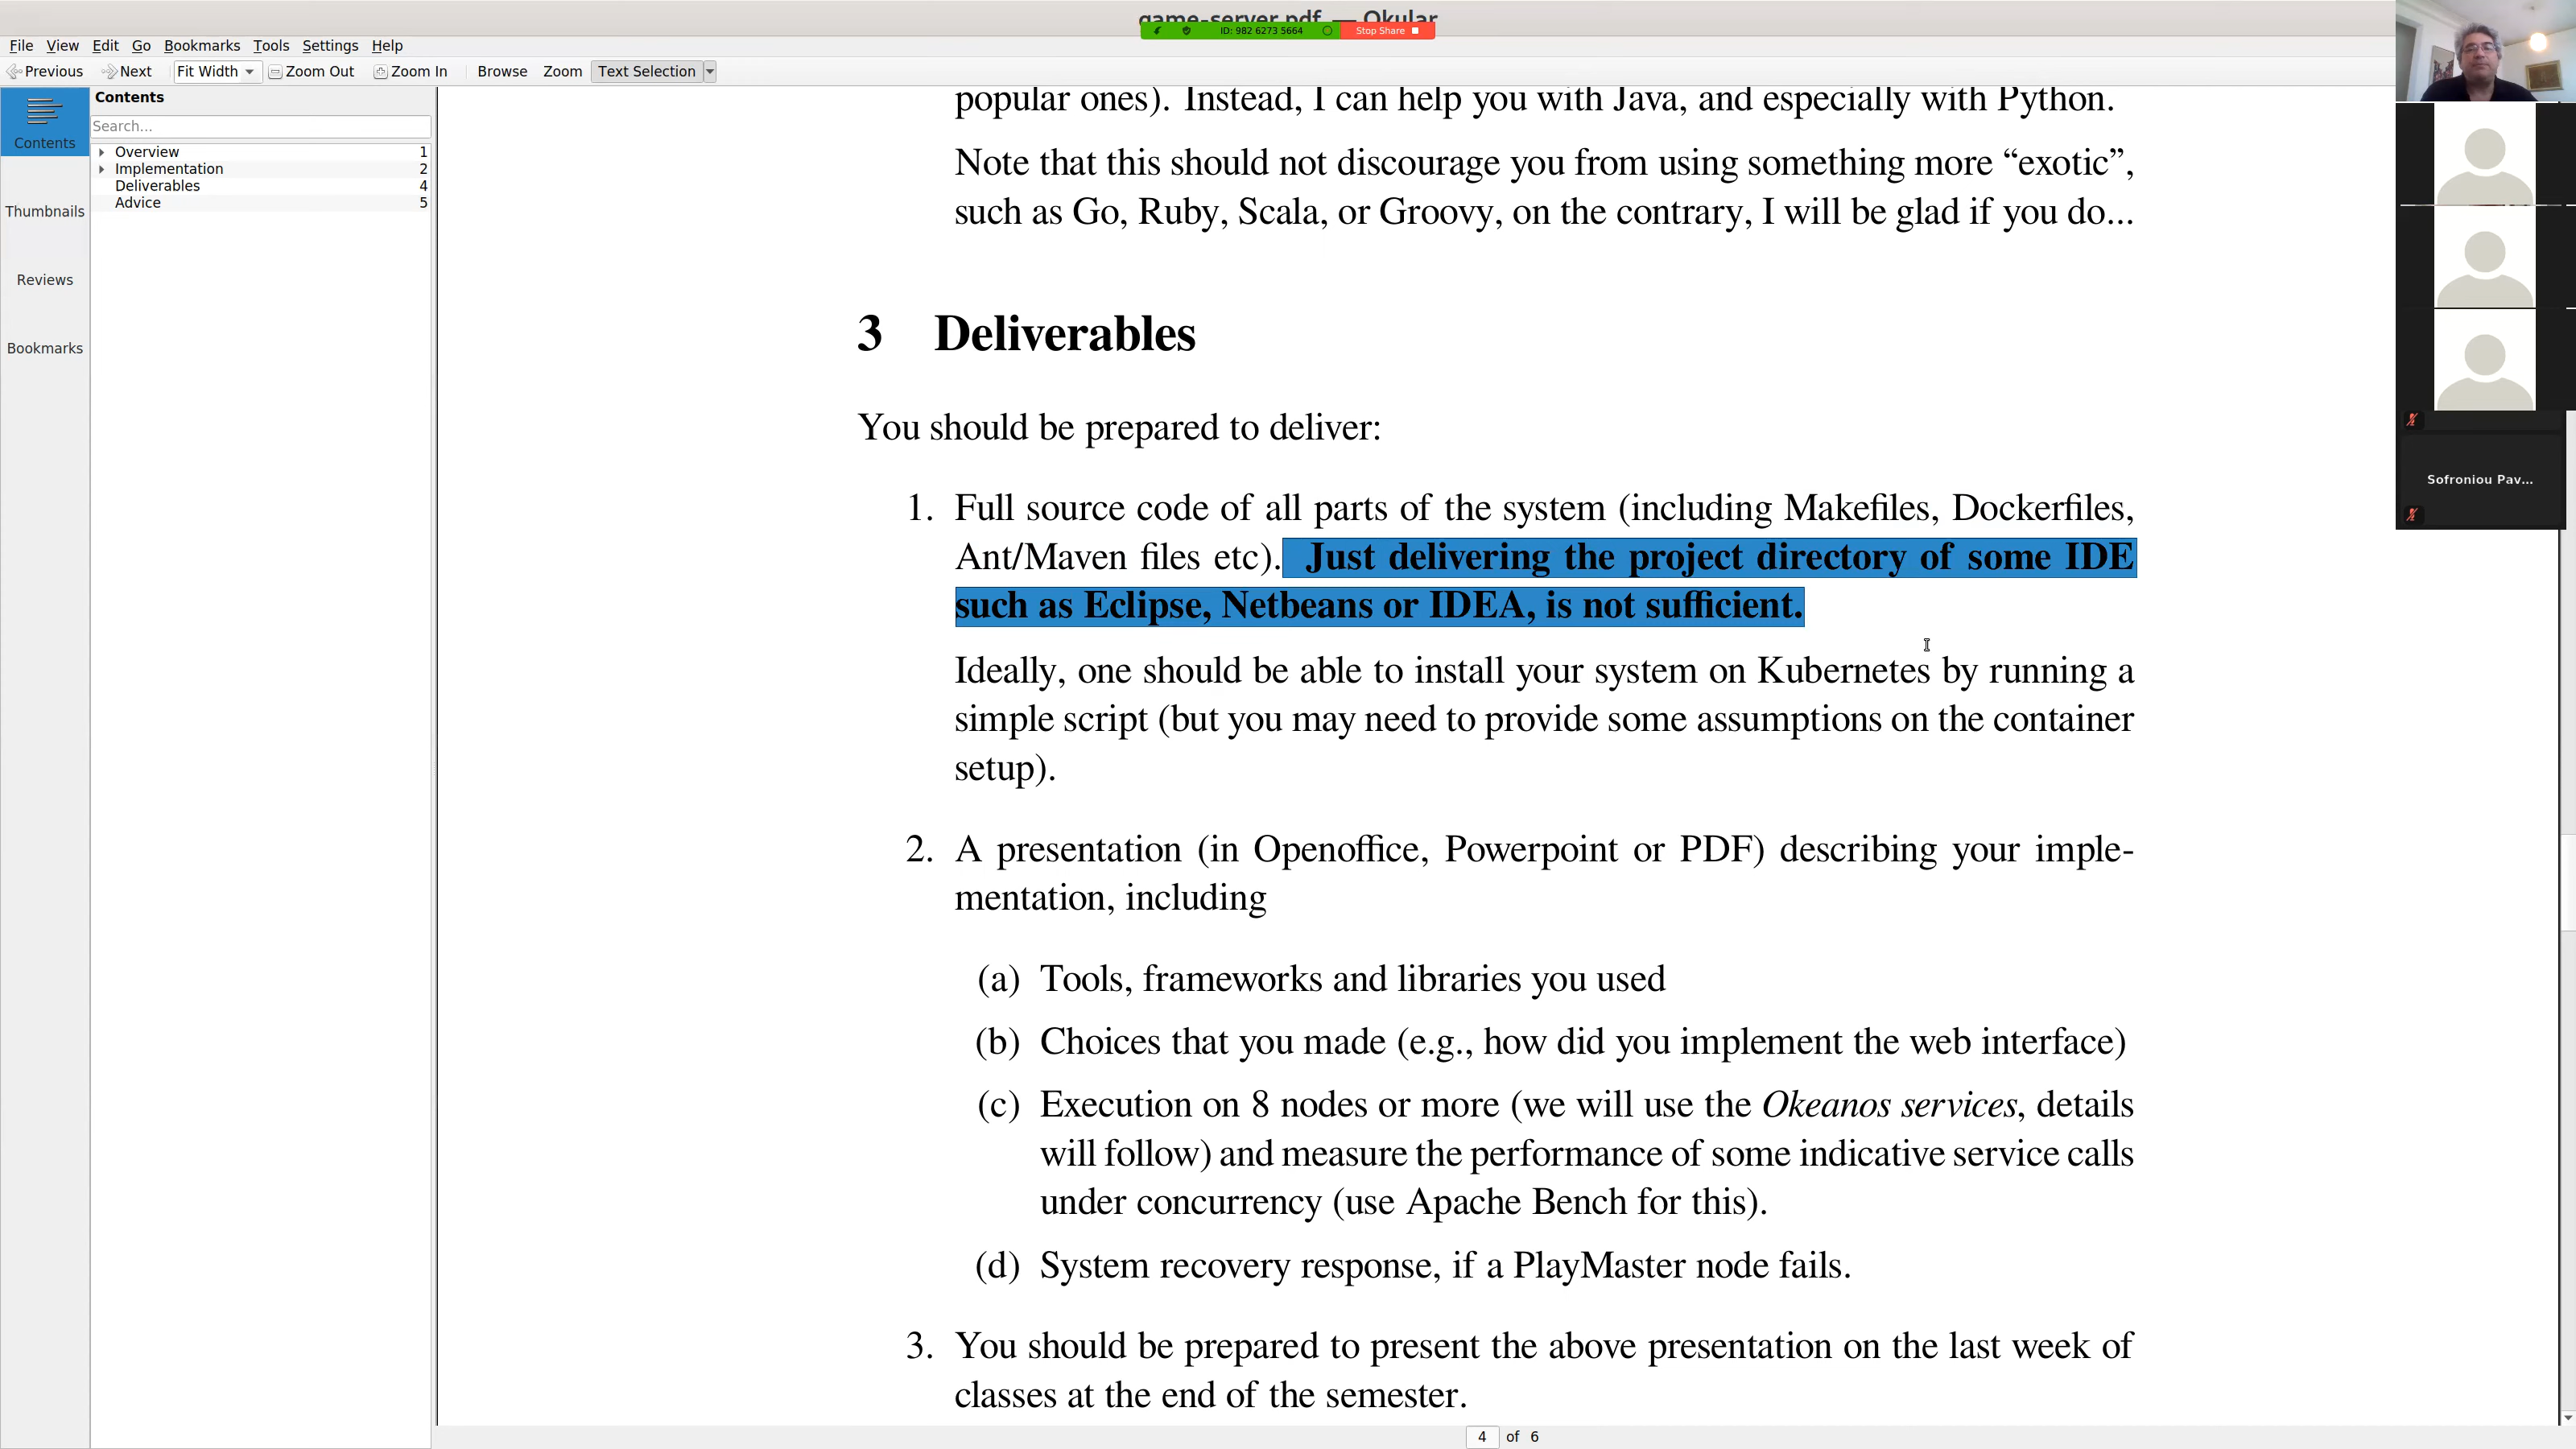 game-server.pdf — Okular
ID: 982 6273 5664 Stop Share
File View Edit Go Bookmarks Tools Settings Help
Previous Next Fit Width Zoom Out Zoom In Browse Zoom Text Selection
Contents
Search...
Contents
Overview 1
Implementation 2
Deliverables 4
Advice 5
Thumbnails
Reviews
Bookmarks
popular ones). Instead, I can help you with Java, and especially with Python.
Note that this should not discourage you from using something more “exotic”,
such as Go, Ruby, Scala, or Groovy, on the contrary, I will be glad if you do...
3 Deliverables
You should be prepared to deliver:
1. Full source code of all parts of the system (including Makefiles, Dockerfiles,
Ant/Maven files etc). Just delivering the project directory of some IDE
such as Eclipse, Netbeans or IDEA, is not sufficient.
Ideally, one should be able to install your system on Kubernetes by running a
simple script (but you may need to provide some assumptions on the container
setup).
2. A presentation (in Openoffice, Powerpoint or PDF) describing your imple-
mentation, including
(a) Tools, frameworks and libraries you used
(b) Choices that you made (e.g., how did you implement the web interface)
(c) Execution on 8 nodes or more (we will use the Okeanos services, details
will follow) and measure the performance of some indicative service calls
under concurrency (use Apache Bench for this).
(d) System recovery response, if a PlayMaster node fails.
3. You should be prepared to present the above presentation on the last week of
classes at the end of the semester.
Sofroniou Pav...
4 of 6